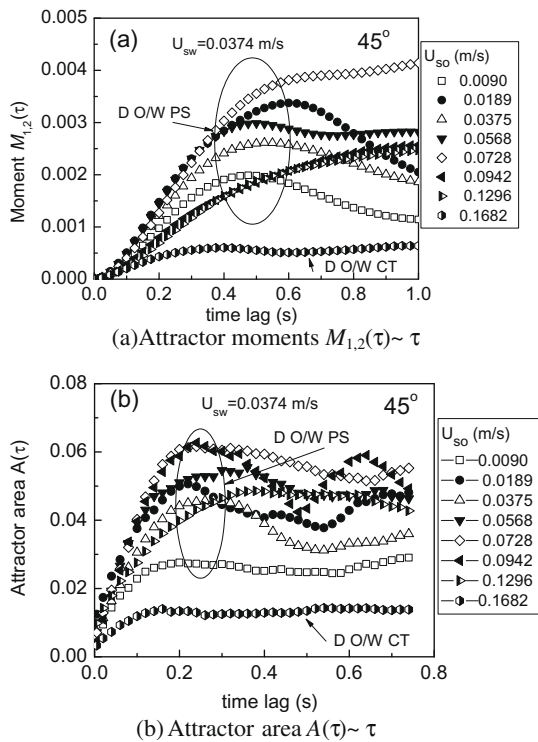 (a)
U_sw=0.0374 m/s
45°
D O/W PS
D O/W CT
Moment M_1,2(τ)
0.005
0.004
0.003
0.002
0.001
0.000
0.0 0.2 0.4 0.6 0.8 1.0
time lag (s)
U_so (m/s)
0.0090
0.0189
0.0375
0.0568
0.0728
0.0942
0.1296
0.1682
(a)Attractor moments M_1,2(τ)~ τ
(b)
U_sw=0.0374 m/s
45°
D O/W PS
D O/W CT
Attractor area A(τ)
0.08
0.06
0.04
0.02
0.00
0.0 0.2 0.4 0.6 0.8
time lag (s)
U_so (m/s)
0.0090
0.0189
0.0375
0.0568
0.0728
0.0942
0.1296
0.1682
(b) Attractor area A(τ)~ τ